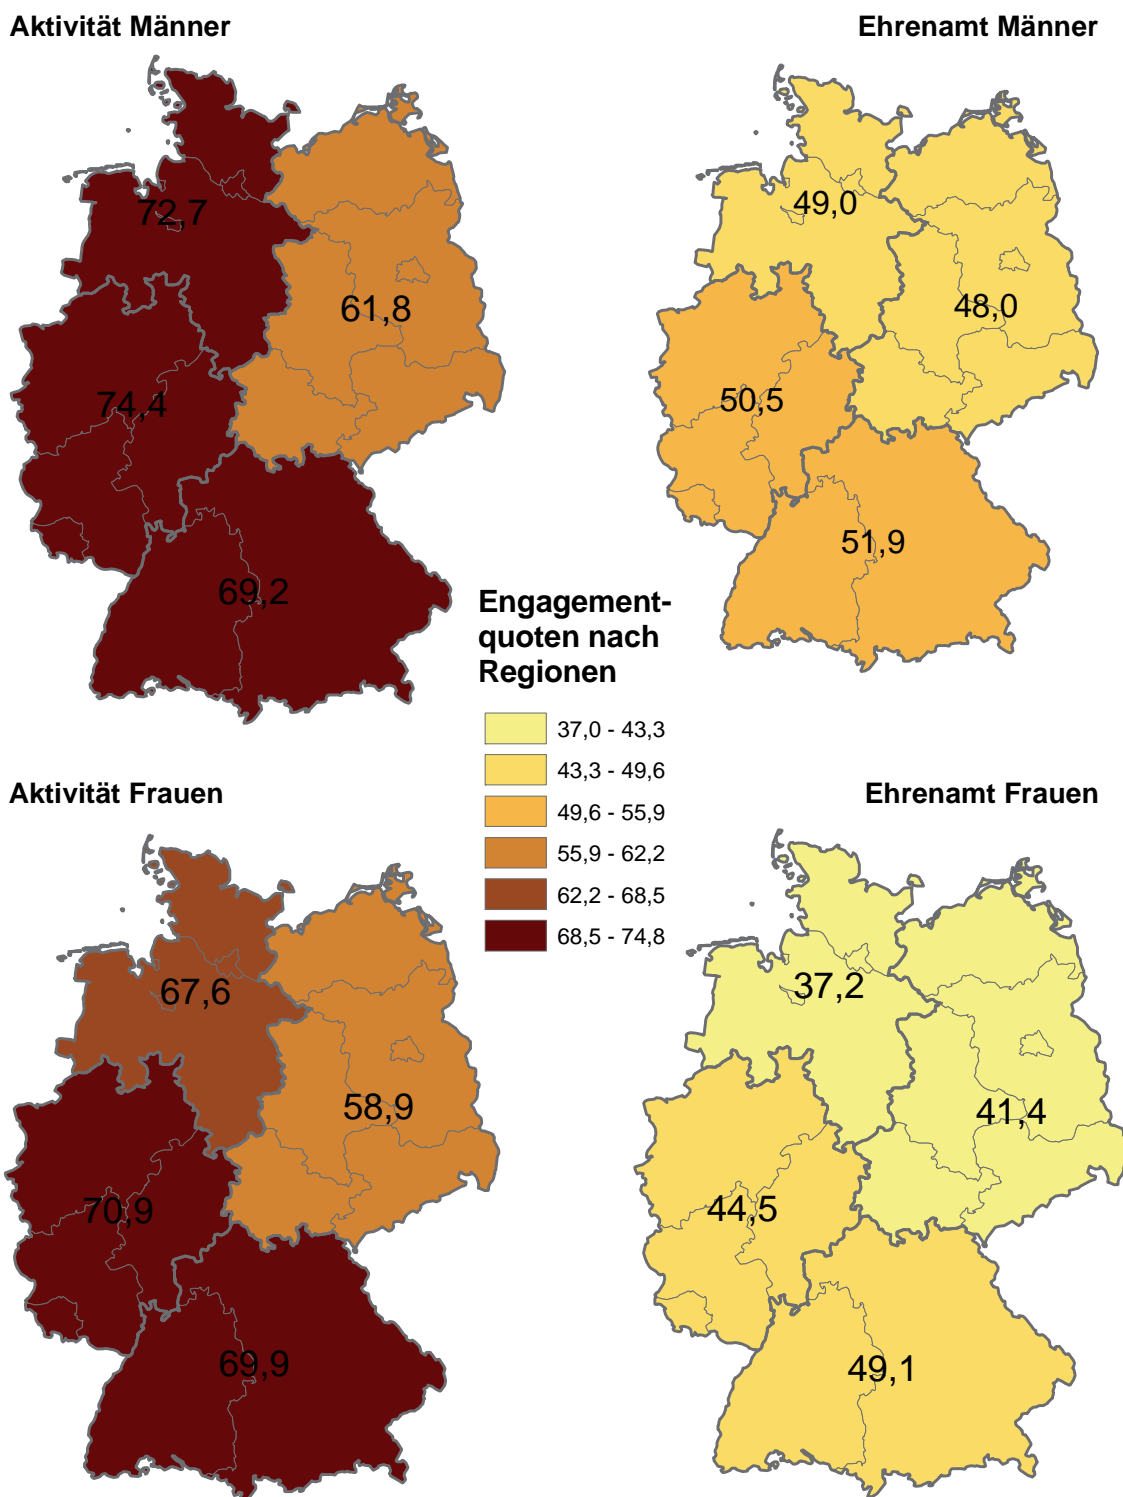 Aktivität Männer
Ehrenamt Männer
72,7
61,8
74,4
69,2
49,0
48,0
50,5
51,9
Engagement-
quoten nach
Regionen
37,0 - 43,3
43,3 - 49,6
49,6 - 55,9
55,9 - 62,2
62,2 - 68,5
68,5 - 74,8
Aktivität Frauen
Ehrenamt Frauen
67,6
58,9
70,9
69,9
37,2
41,4
44,5
49,1